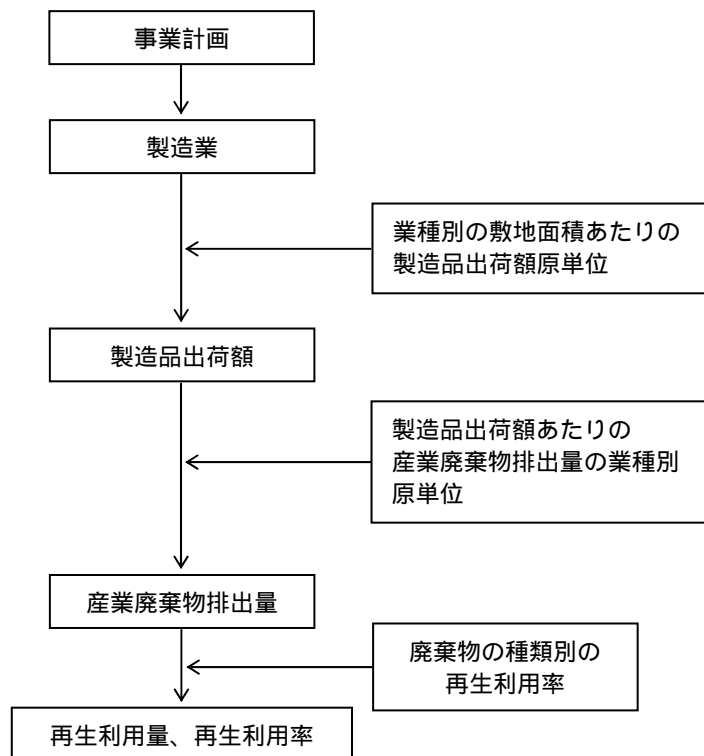 事業計画
製造業
業種別の敷地面積あたりの
製造品出荷額原単位
製造品出荷額
製造品出荷額あたりの
産業廃棄物排出量の業種別
原単位
産業廃棄物排出量
廃棄物の種類別の
再生利用率
再生利用量、再生利用率